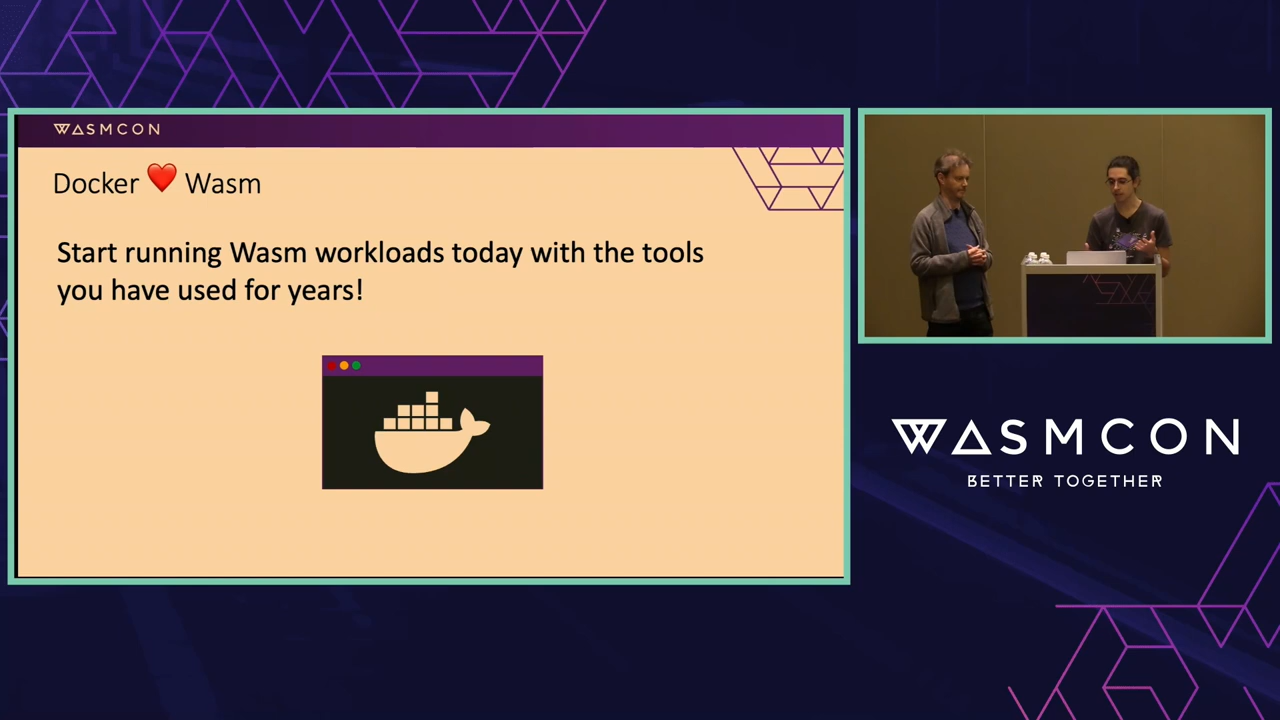 WASMCON
Docker ❤️ Wasm
Start running Wasm workloads today with the tools
you have used for years!
WASMCON
BETTER TOGETHER